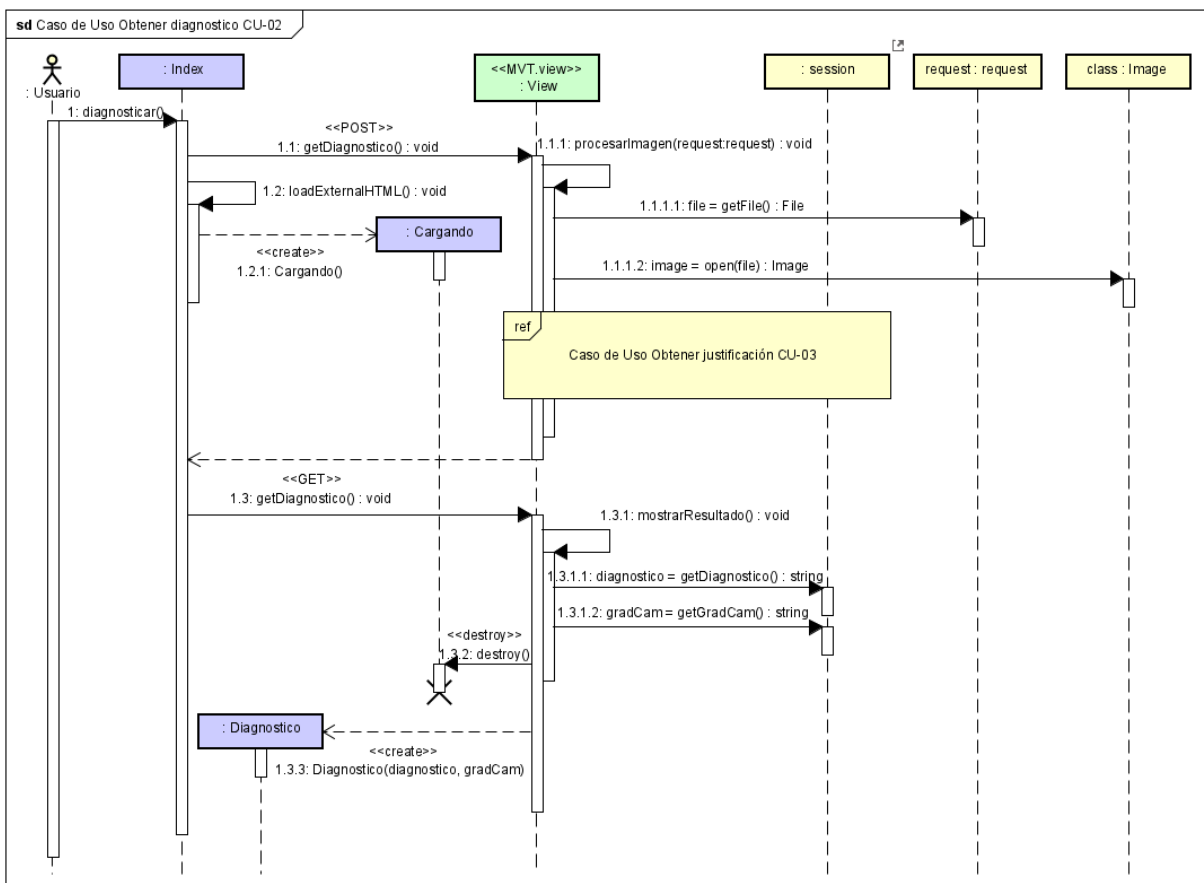 sd Caso de Uso Obtener diagnostico CU-02
: Usuario
: Index
<<MVT.view>>
: View
: session
request : request
class : Image
1: diagnosticar()
<<POST>>
1.1: getDiagnostico() : void
1.1.1: procesarImagen(request:request) : void
1.2: loadExternalHTML() : void
1.1.1.1: file = getFile() : File
: Cargando
<<create>>
1.2.1: Cargando()
1.1.1.2: image = open(file) : Image
ref
Caso de Uso Obtener justificación CU-03
<<GET>>
1.3: getDiagnostico() : void
1.3.1: mostrarResultado() : void
1.3.1.1: diagnostico = getDiagnostico() : string
1.3.1.2: gradCam = getGradCam() : string
<<destroy>>
1.3.2: destroy()
: Diagnostico
<<create>>
1.3.3: Diagnostico(diagnostico, gradCam)